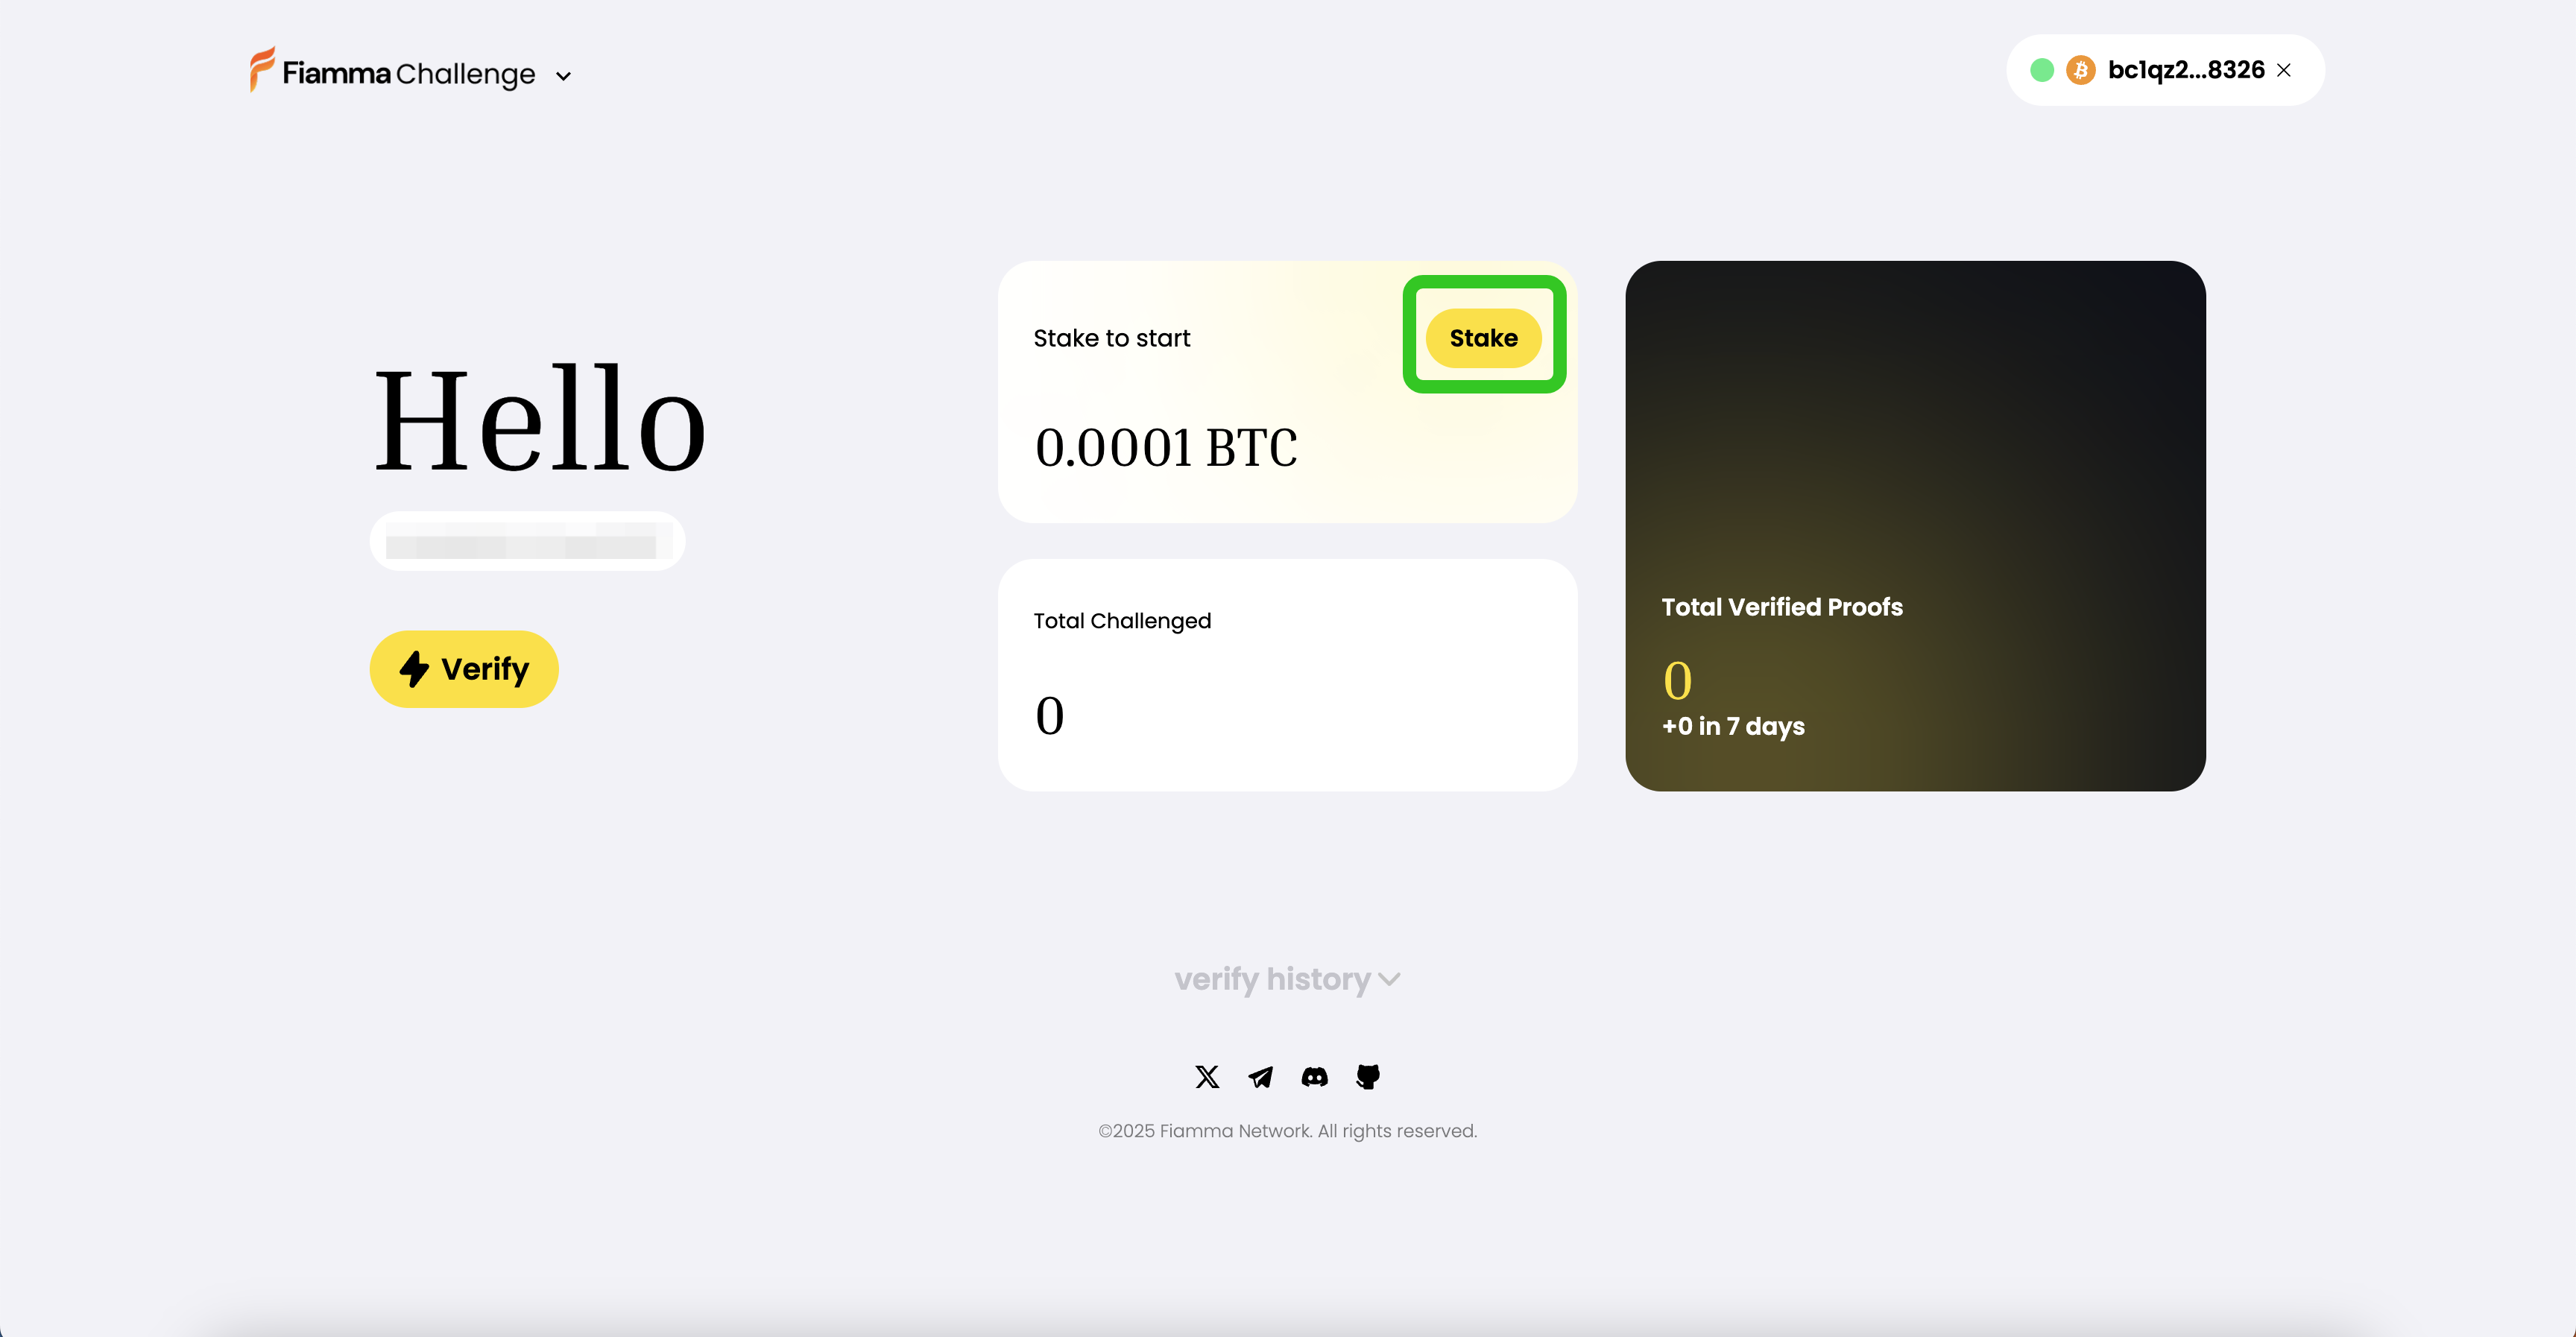 Fiamma Challenge
bc1qz2...8326
Hello
Verify
Stake to start
Stake
0.0001 BTC
Total Challenged
0
Total Verified Proofs
0
+0 in 7 days
verify history
©2025 Fiamma Network. All rights reserved.